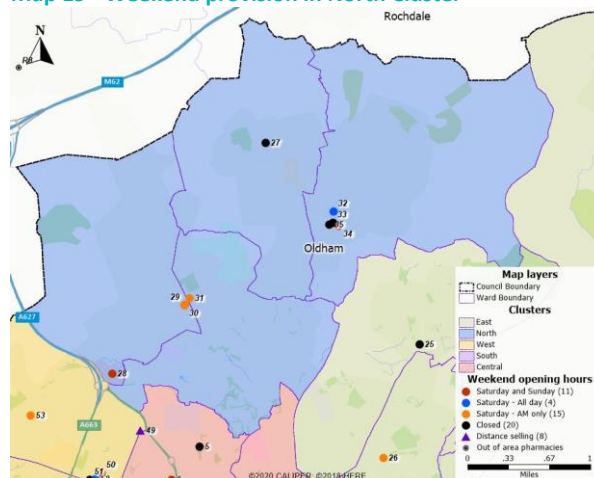 Map 15 - Weekend provision in North Cluster
Rochdale
N
RB
M62
27
32
33
35
34
Oldham
29
31
30
A627
28
25
53
A663
49
5
50
51
26
Map layers
Council Boundary
Ward Boundary
Clusters
East
North
West
South
Central
Weekend opening hours
Saturday and Sunday (11)
Saturday - All day (4)
Saturday - AM only (15)
Closed (20)
Distance selling (8)
Out of area pharmacies
0 .33 .67 1
Miles
©2020 CALIPER; ©2018 HERE